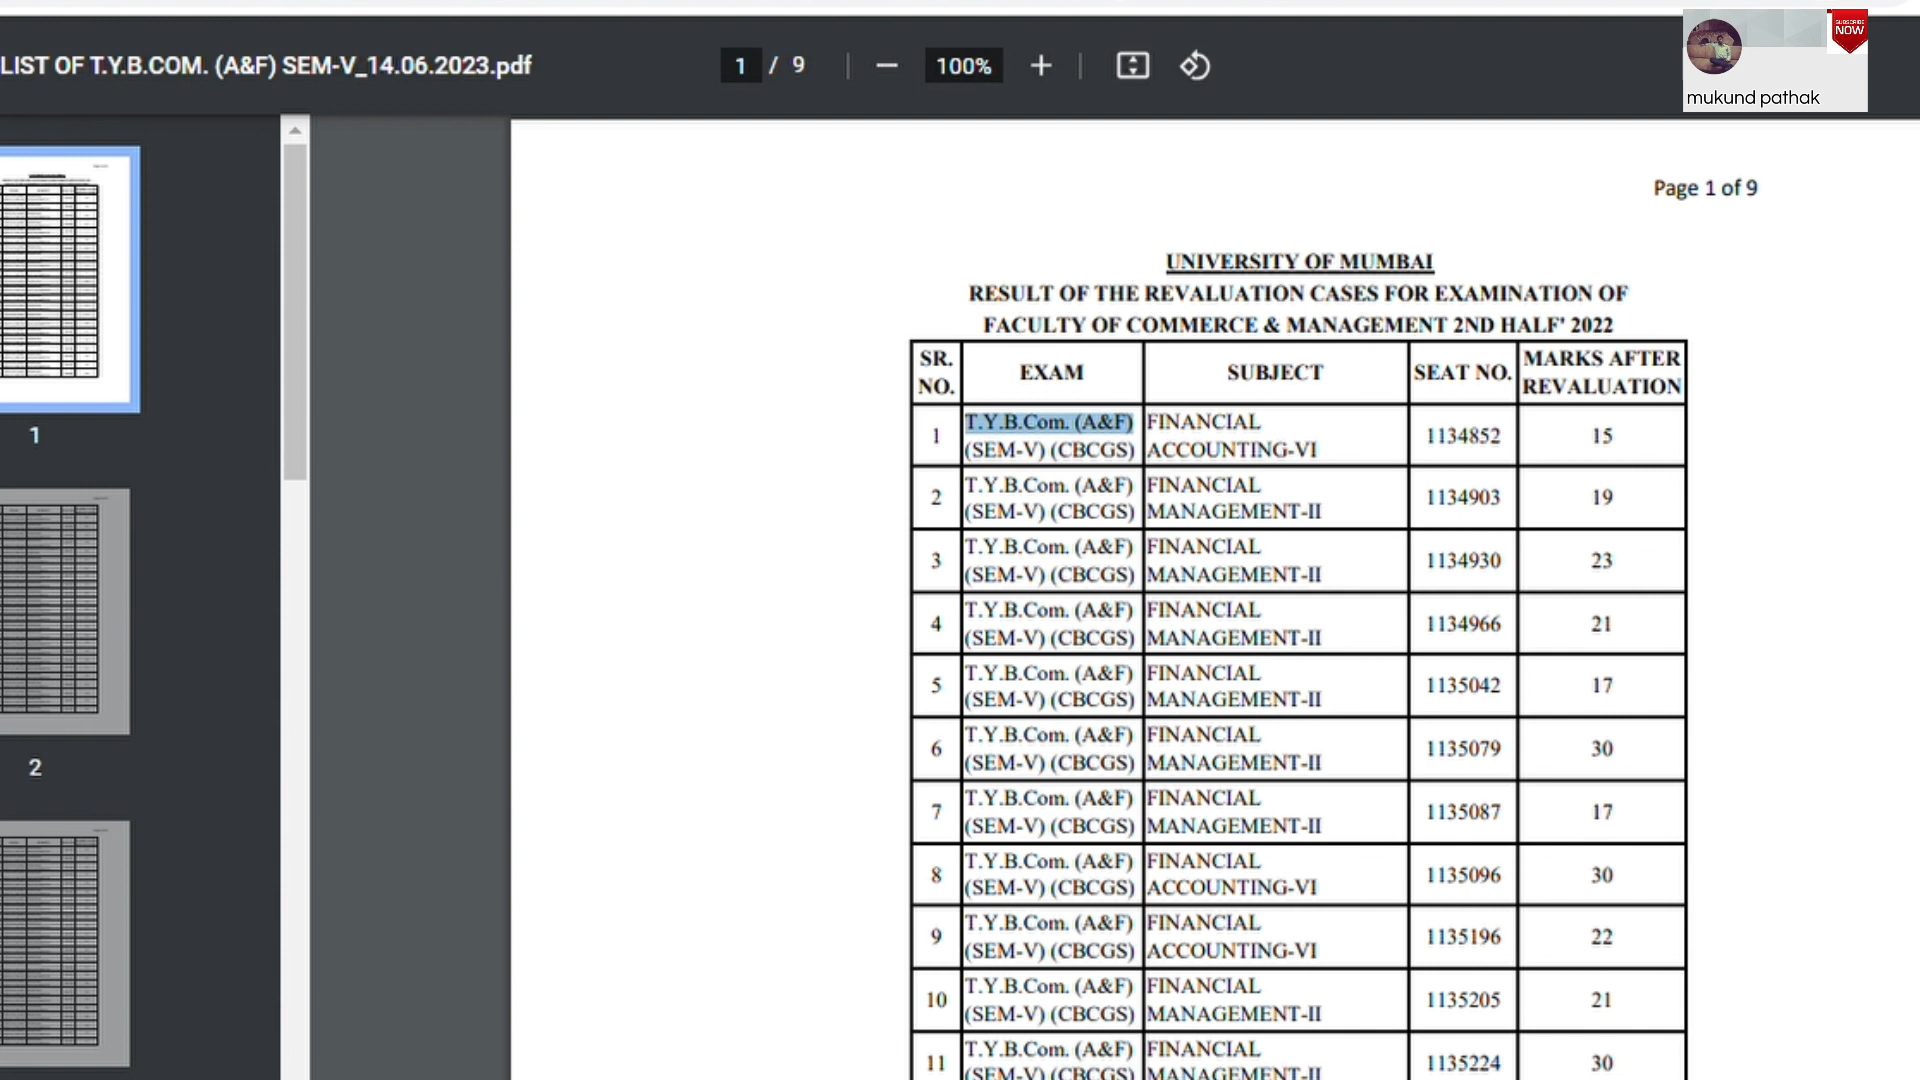 LIST OF T.Y.B.COM. (A&F) SEM-V_14.06.2023.pdf
1 / 9
100%
SUBSCRIBE
NOW
mukund pathak
1
2
Page 1 of 9
UNIVERSITY OF MUMBAI
RESULT OF THE REVALUATION CASES FOR EXAMINATION OF
FACULTY OF COMMERCE & MANAGEMENT 2ND HALF' 2022
SR. NO. EXAM SUBJECT SEAT NO. MARKS AFTER REVALUATION
1 T.Y.B.Com. (A&F) (SEM-V) (CBCGS) FINANCIAL ACCOUNTING-VI 1134852 15
2 T.Y.B.Com. (A&F) (SEM-V) (CBCGS) FINANCIAL MANAGEMENT-II 1134903 19
3 T.Y.B.Com. (A&F) (SEM-V) (CBCGS) FINANCIAL MANAGEMENT-II 1134930 23
4 T.Y.B.Com. (A&F) (SEM-V) (CBCGS) FINANCIAL MANAGEMENT-II 1134966 21
5 T.Y.B.Com. (A&F) (SEM-V) (CBCGS) FINANCIAL MANAGEMENT-II 1135042 17
6 T.Y.B.Com. (A&F) (SEM-V) (CBCGS) FINANCIAL MANAGEMENT-II 1135079 30
7 T.Y.B.Com. (A&F) (SEM-V) (CBCGS) FINANCIAL MANAGEMENT-II 1135087 17
8 T.Y.B.Com. (A&F) (SEM-V) (CBCGS) FINANCIAL ACCOUNTING-VI 1135096 30
9 T.Y.B.Com. (A&F) (SEM-V) (CBCGS) FINANCIAL ACCOUNTING-VI 1135196 22
10 T.Y.B.Com. (A&F) (SEM-V) (CBCGS) FINANCIAL MANAGEMENT-II 1135205 21
11 T.Y.B.Com. (A&F) (SEM-V) (CBCGS) FINANCIAL MANAGEMENT-II 1135224 30